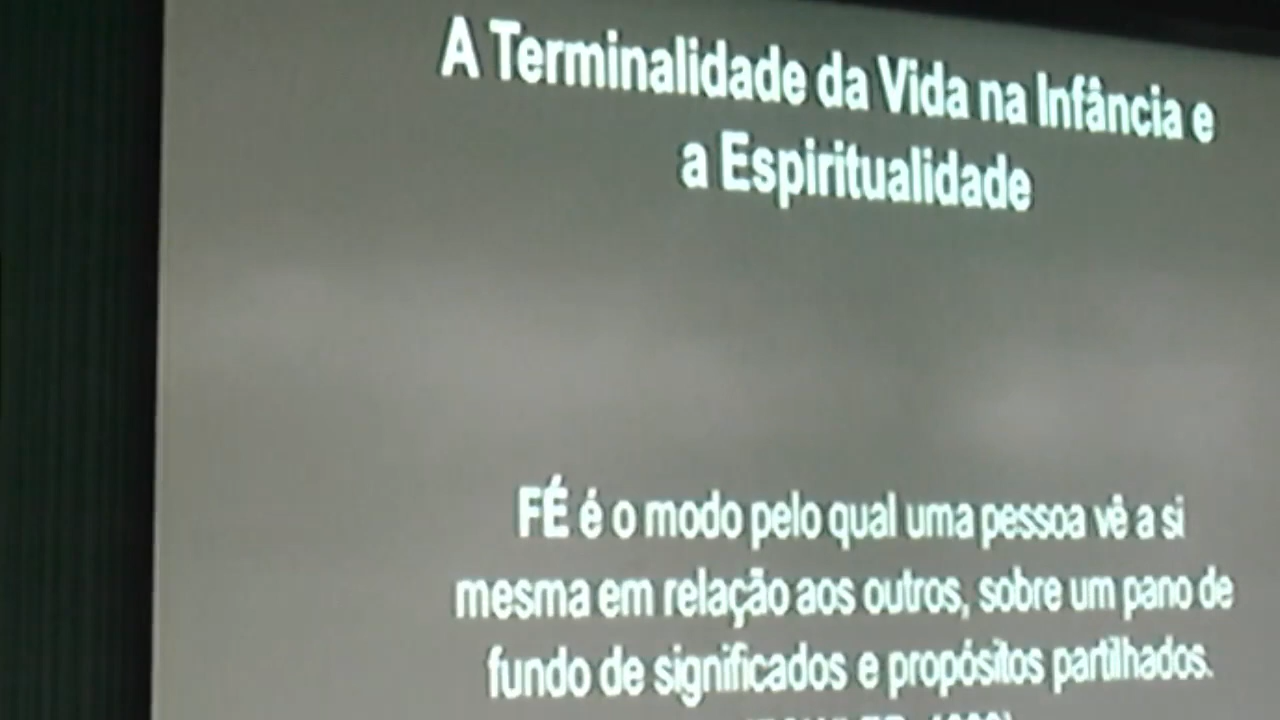 A Terminalidade da Vida na Infância e
a Espiritualidade
FÉ é o modo pelo qual uma pessoa vê a si
mesma em relação aos outros, sobre um pano de
fundo de significados e propósitos partilhados.